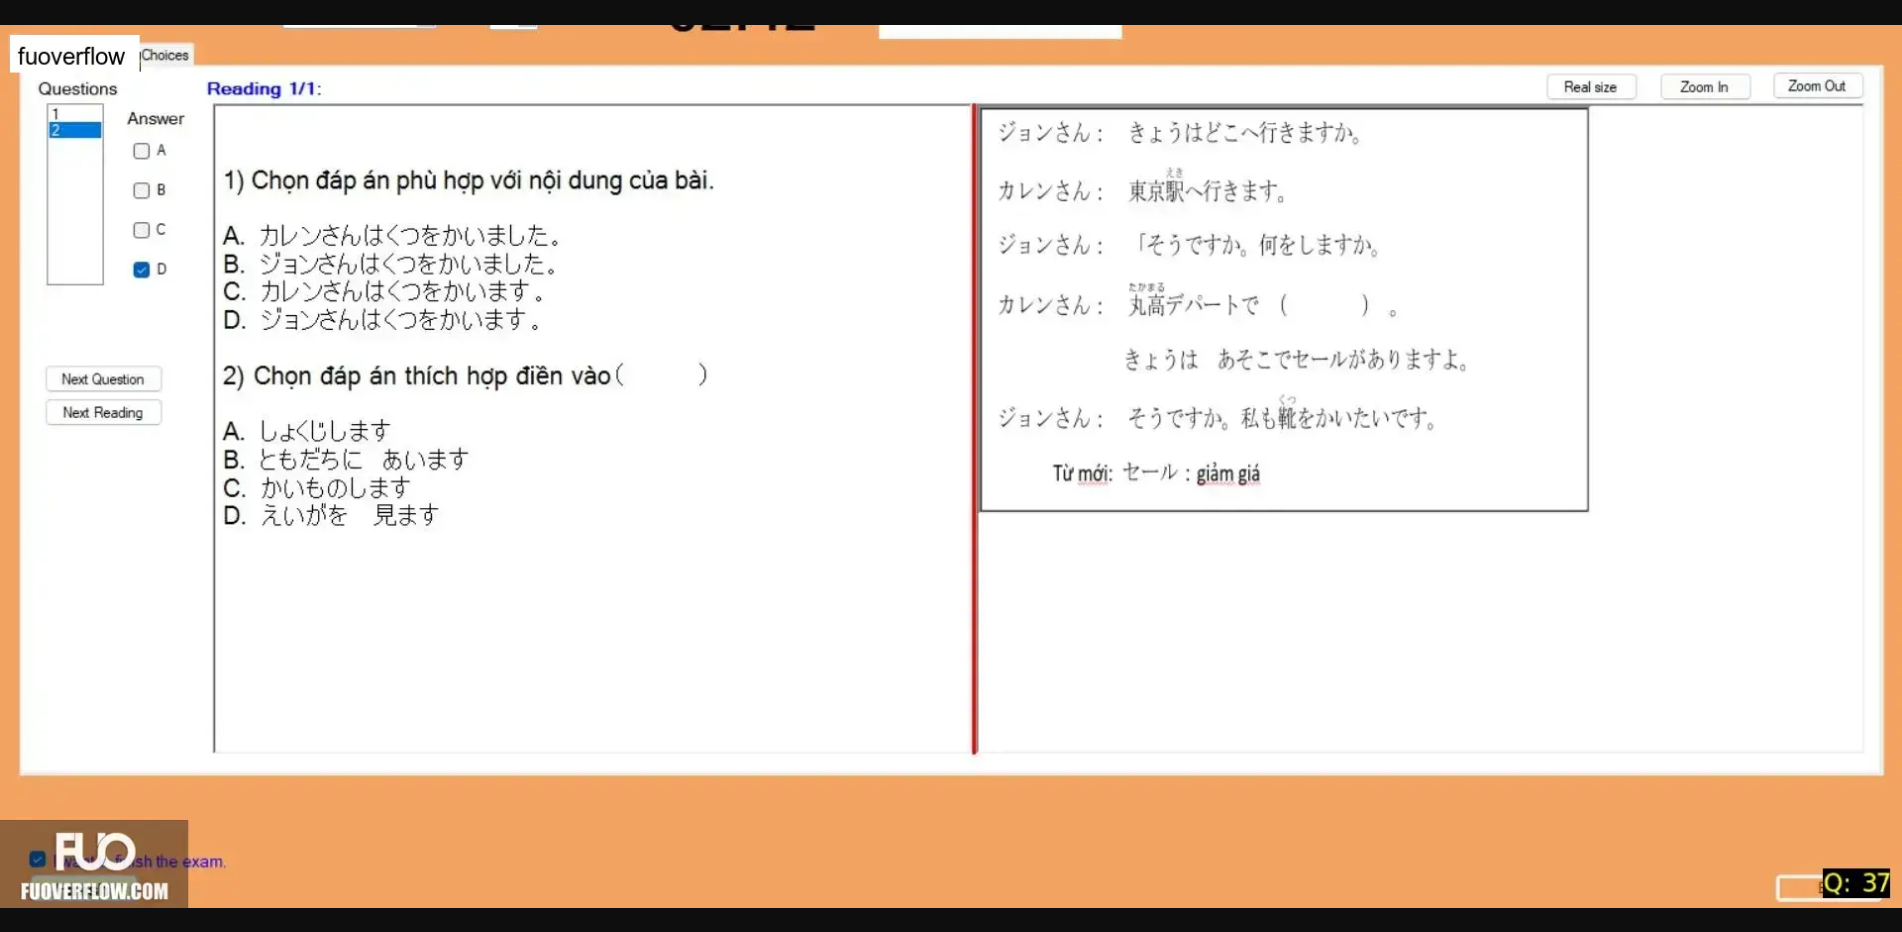 fuoverflow
Choices
Questions
Reading 1/1:
Real size
Zoom In
Zoom Out
1
2
Answer
A
B
C
D
Next Question
Next Reading
1) Chọn đáp án phù hợp với nội dung của bài.
A. カレンさんはくつをかいました。
B. ジョンさんはくつをかいました。
C. カレンさんはくつをかいます。
D. ジョンさんはくつをかいます。
2) Chọn đáp án thích hợp điền vào(　　　)
A. しょくじします
B. ともだちに　あいます
C. かいものします
D. えいがを　見ます
ジョンさん： きょうはどこへ行きますか。
えき
カレンさん： 東京駅へ行きます。
ジョンさん： 「そうですか。何をしますか。
たかまる
カレンさん： 丸高デパートで （　　　） 。
きょうは　あそこでセールがありますよ。
くつ
ジョンさん： そうですか。私も靴をかいたいです。
Từ mới: セール : giảm giá
the exam.
FUO
FUOVERFLOW.COM
Q: 37